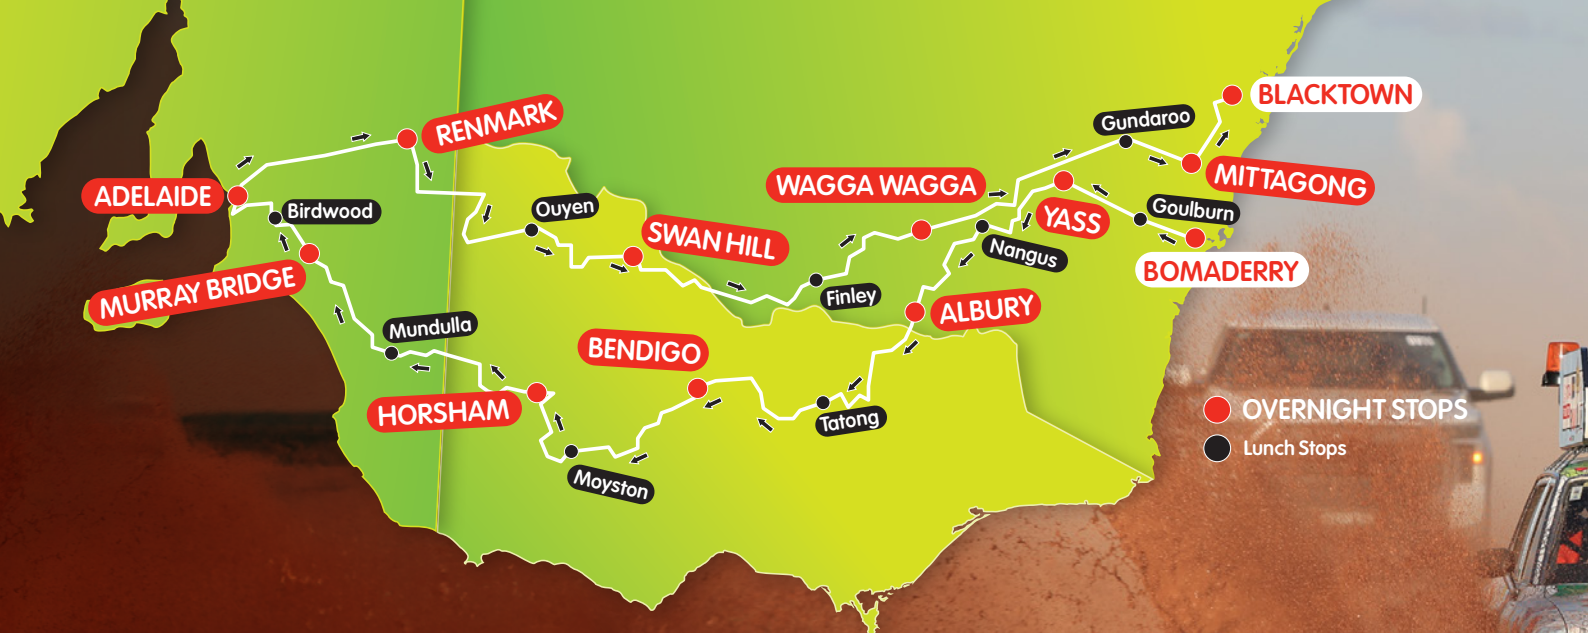 BLACKTOWN
Gundaroo
RENMARK
MITTAGONG
WAGGA WAGGA
ADELAIDE
Birdwood
Ouyen
YASS
Goulburn
SWAN HILL
Nangus
BOMADERRY
MURRAY BRIDGE
Finley
ALBURY
Mundulla
BENDIGO
HORSHAM
Tatong
OVERNIGHT STOPS
Lunch Stops
Moyston